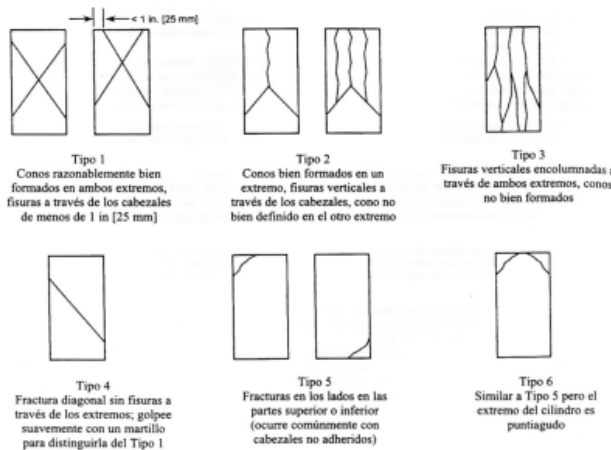 < 1 in. [25 mm]
Tipo 1
Conos razonablemente bien
formados en ambos extremos,
fisuras a través de los cabezales
de menos de 1 in [25 mm]
Tipo 2
Conos bien formados en un
extremo, fisuras verticales a
través de los cabezales, cono no
bien definido en el otro extremo
Tipo 3
Fisuras verticales encolumnadas a
través de ambos extremos, conos
no bien formados
Tipo 4
Fractura diagonal sin fisuras a
través de los extremos; golpee
suavemente con un martillo
para distinguirla del Tipo 1
Tipo 5
Fracturas en los lados en las
partes superior o inferior
(ocurre comúnmente con
cabezales no adheridos)
Tipo 6
Similar a Tipo 5 pero el
extremo del cilindro es
puntiagudo